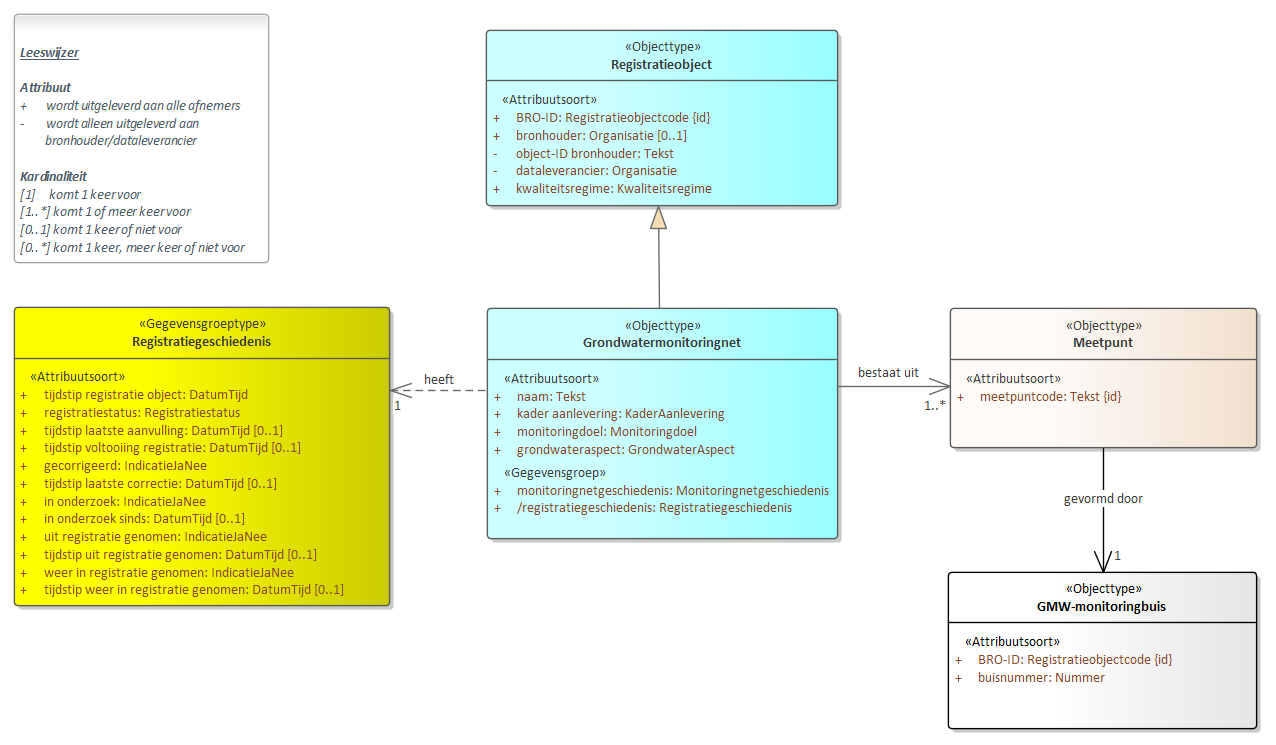 Leeswijzer
Attribuut
+ wordt uitgeleverd aan alle afnemers
- wordt alleen uitgeleverd aan
bronhouder/dataleverancier
Kardinaliteit
[1] komt 1 keer voor
[1..*] komt 1 of meer keer voor
[0..1] komt 1 keer of niet voor
[0..*] komt 1 keer, meer keer of niet voor
«Objecttype»
Registratieobject
«Attribuutsoort»
+ BRO-ID: Registratieobjectcode {id}
+ bronhouder: Organisatie [0..1]
- object-ID bronhouder: Tekst
- dataleverancier: Organisatie
+ kwaliteitsregime: Kwaliteitsregime
«Gegevensgroeptype»
Registratiegeschiedenis
«Attribuutsoort»
+ tijdstip registratie object: DatumTijd
+ registratiestatus: Registratiestatus
+ tijdstip laatste aanvulling: DatumTijd [0..1]
+ tijdstip voltooiing registratie: DatumTijd [0..1]
+ gecorrigeerd: IndicatieJaNee
+ tijdstip laatste correctie: DatumTijd [0..1]
+ in onderzoek: IndicatieJaNee
+ in onderzoek sinds: DatumTijd [0..1]
+ uit registratie genomen: IndicatieJaNee
+ tijdstip uit registratie genomen: DatumTijd [0..1]
+ weer in registratie genomen: IndicatieJaNee
+ tijdstip weer in registratie genomen: DatumTijd [0..1]
heeft
1
«Objecttype»
Grondwatermonitoringnet
«Attribuutsoort»
+ naam: Tekst
+ kader aanlevering: KaderAanlevering
+ monitoringdoel: Monitoringdoel
+ grondwateraspect: GrondwaterAspect
«Gegevensgroep»
+ monitoringnetgeschiedenis: Monitoringnetgeschiedenis
+ /registratiegeschiedenis: Registratiegeschiedenis
bestaat uit
1..*
«Objecttype»
Meetpunt
«Attribuutsoort»
+ meetpuntcode: Tekst {id}
gevormd door
1
«Objecttype»
GMW-monitoringbuis
«Attribuutsoort»
+ BRO-ID: Registratieobjectcode {id}
+ buisnummer: Nummer